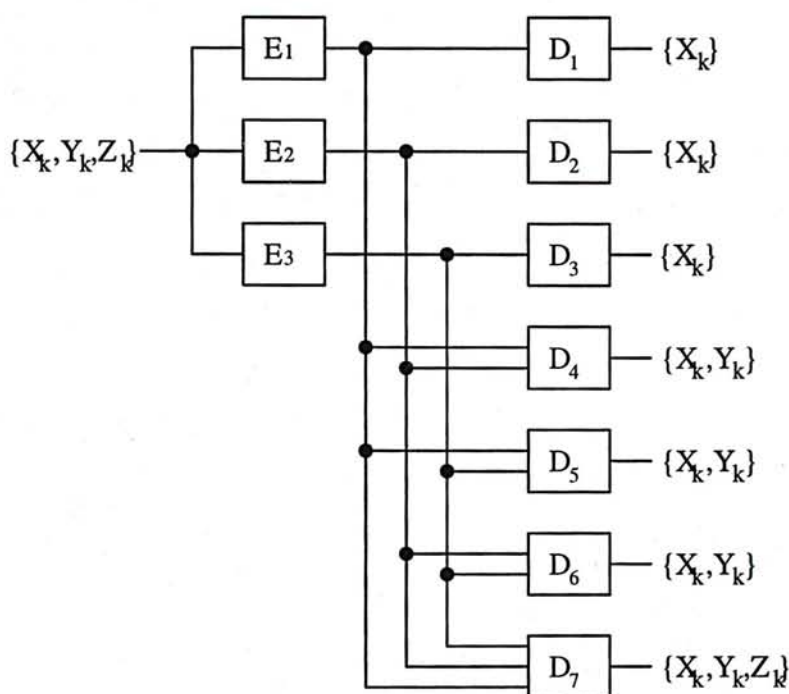 E1 D1 {Xk}
{Xk,Yk,Zk} E2 D2 {Xk}
E3 D3 {Xk}
D4 {Xk,Yk}
D5 {Xk,Yk}
D6 {Xk,Yk}
D7 {Xk,Yk,Zk}